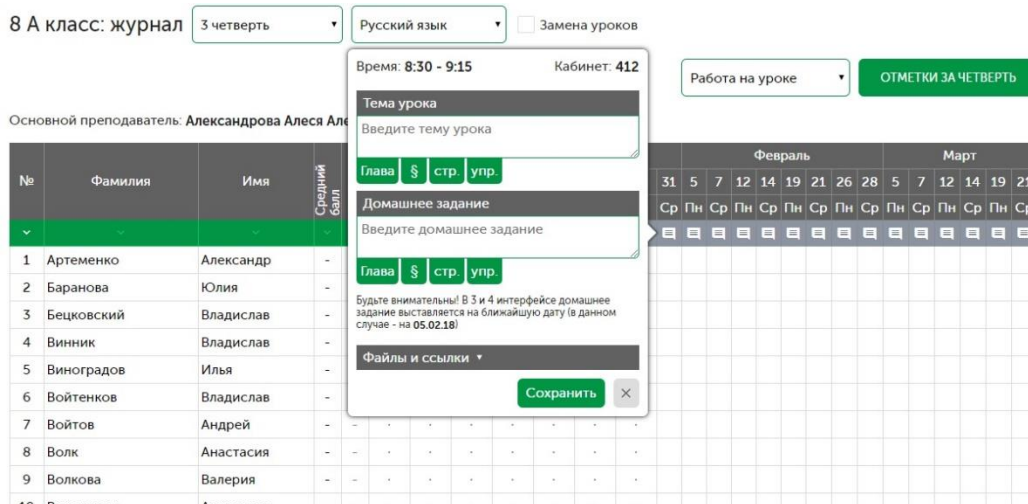 8 А класс: журнал 3 четверть Русский язык Замена уроков
Время: 8:30 - 9:15 Кабинет: 412
Работа на уроке ОТМЕТКИ ЗА ЧЕТВЕРТЬ
Тема урока
Основной преподаватель: Александрова Алеся Але
Введите тему урока
Глава § стр. упр.
№ Фамилия Имя Средний балл
Февраль Март
31 5 7 12 14 19 21 26 28 5 7 12 14 19 21
Ср Пн Ср Пн Ср Пн Ср Пн Ср Пн Ср Пн Ср Пн Ср
Домашнее задание
Введите домашнее задание
Глава § стр. упр.
Будьте внимательны! В 3 и 4 интерфейсе домашнее
задание выставляется на ближайшую дату (в данном
случае - на 05.02.18)
Файлы и ссылки
Сохранить ×
1 Артеменко Александр -
2 Баранова Юлия -
3 Бецковский Владислав -
4 Винник Владислав -
5 Виноградов Илья -
6 Войтенков Владислав -
7 Войтов Андрей - -
8 Волк Анастасия - -
9 Волкова Валерия - -